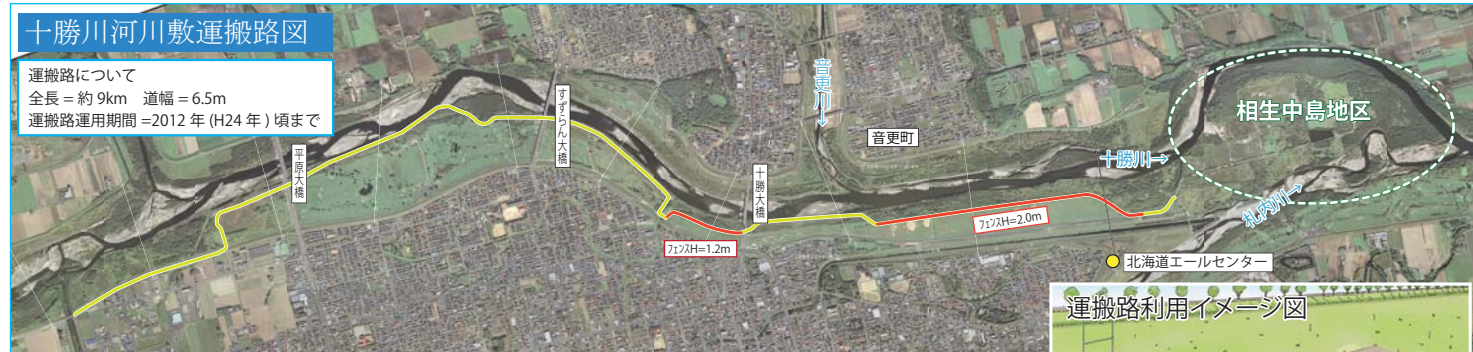 十勝川河川敷運搬路図
運搬路について
全長 = 約 9km　道幅 = 6.5m
運搬路運用期間 =2012 年 (H24 年 ) 頃まで
平原大橋
すずらん大橋
十勝大橋
音更川→
音更町
十勝川→
相生中島地区
札内川→
フェンスH=1.2m
フェンスH=2.0m
北海道エールセンター
運搬路利用イメージ図